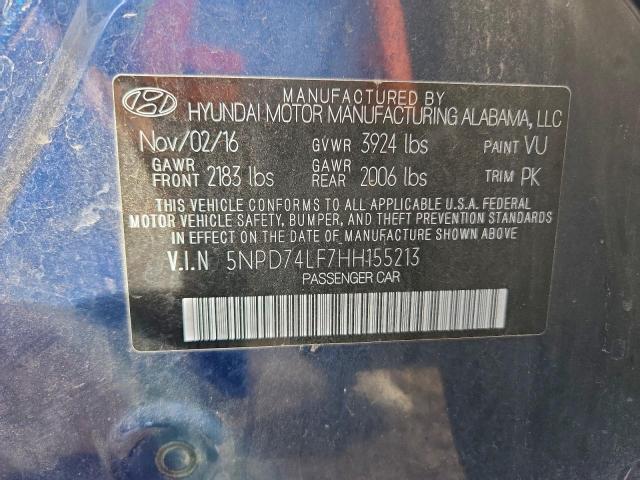 MANUFACTURED BY
HYUNDAI MOTOR MANUFACTURING ALABAMA, LLC
Nov/02/16 GVWR 3924 lbs PAINT VU
GAWR FRONT 2183 lbs GAWR REAR 2006 lbs TRIM PK
THIS VEHICLE CONFORMS TO ALL APPLICABLE U.S.A. FEDERAL
MOTOR VEHICLE SAFETY, BUMPER, AND THEFT PREVENTION STANDARDS
IN EFFECT ON THE DATE OF MANUFACTURE SHOWN ABOVE.
V.I.N 5NPD74LF7HH155213
PASSENGER CAR